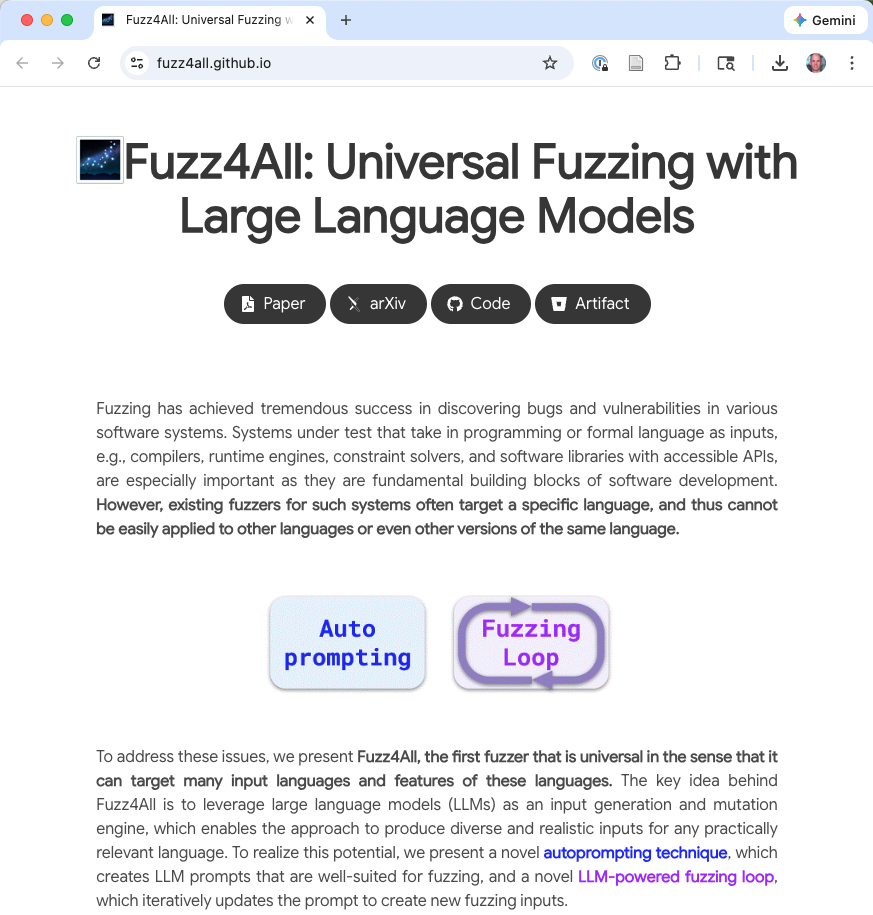 Fuzz4All: Universal Fuzzing w
Gemini
fuzz4all.github.io
Fuzz4All: Universal Fuzzing with
Large Language Models
Paper
arXiv
Code
Artifact
Fuzzing has achieved tremendous success in discovering bugs and vulnerabilities in various
software systems. Systems under test that take in programming or formal language as inputs,
e.g., compilers, runtime engines, constraint solvers, and software libraries with accessible APIs,
are especially important as they are fundamental building blocks of software development.
However, existing fuzzers for such systems often target a specific language, and thus cannot
be easily applied to other languages or even other versions of the same language.
Auto
prompting
Fuzzing
Loop
To address these issues, we present Fuzz4All, the first fuzzer that is universal in the sense that it
can target many input languages and features of these languages. The key idea behind
Fuzz4All is to leverage large language models (LLMs) as an input generation and mutation
engine, which enables the approach to produce diverse and realistic inputs for any practically
relevant language. To realize this potential, we present a novel autoprompting technique, which
creates LLM prompts that are well-suited for fuzzing, and a novel LLM-powered fuzzing loop,
which iteratively updates the prompt to create new fuzzing inputs.